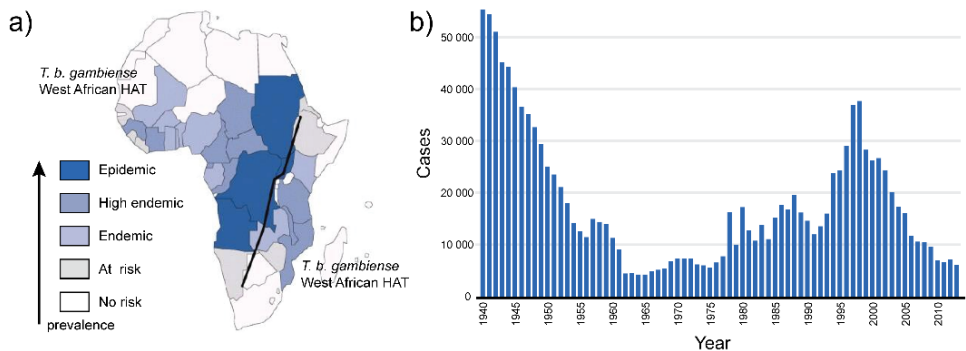 a)
T. b. gambiense
West African HAT
Epidemic
High endemic
Endemic
At risk
No risk
prevalence
T. b. gambiense
West African HAT
b)
Cases
50 000
40 000
30 000
20 000
10 000
0
1940
1945
1950
1955
1960
1965
1970
1975
1980
1985
1990
1995
2000
2005
2010
Year